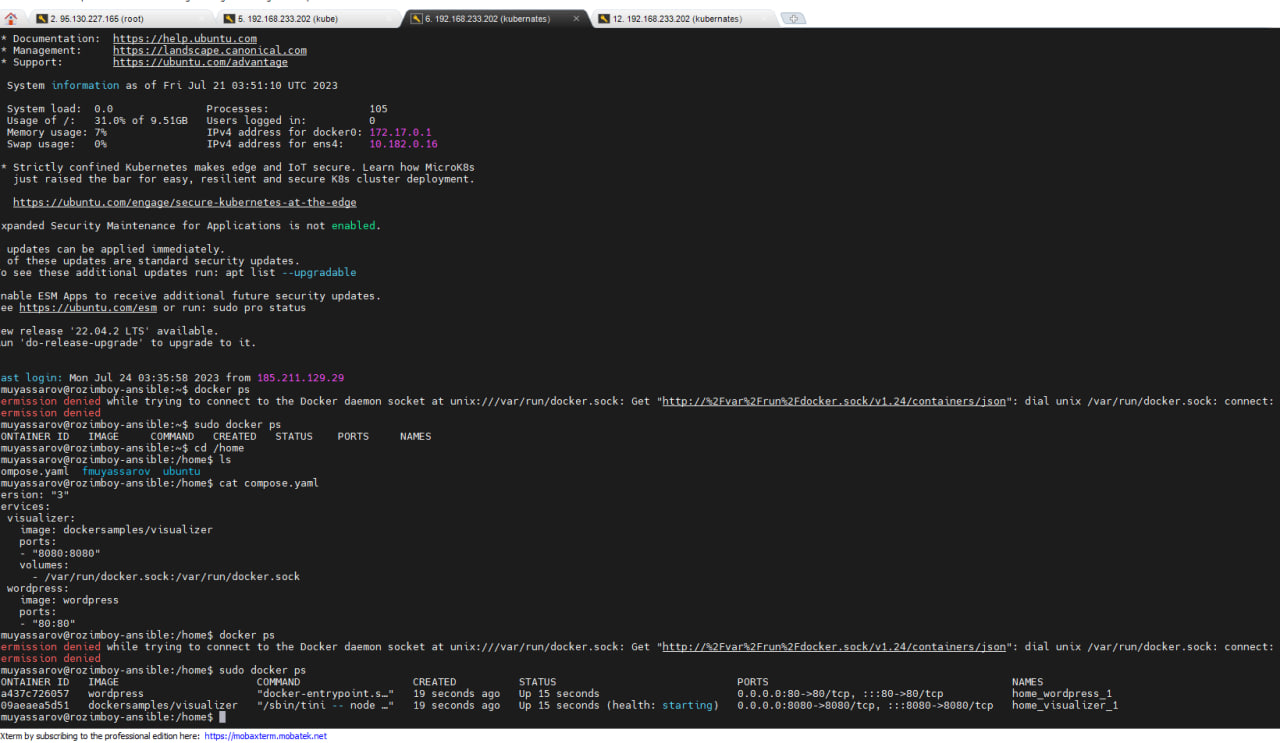 2. 95.130.227.165 (root)
5. 192.168.233.202 (kube)
6. 192.168.233.202 (kubernates)
12. 192.168.233.202 (kubernates)
* Documentation:  https://help.ubuntu.com
* Management:     https://landscape.canonical.com
* Support:        https://ubuntu.com/advantage
System information as of Fri Jul 21 03:51:10 UTC 2023
System load:  0.0                Processes:                105
Usage of /:   31.0% of 9.51GB   Users logged in:          0
Memory usage: 7%                 IPv4 address for docker0: 172.17.0.1
Swap usage:   0%                 IPv4 address for ens4:    10.182.0.16
* Strictly confined Kubernetes makes edge and IoT secure. Learn how MicroK8s
just raised the bar for easy, resilient and secure K8s cluster deployment.
https://ubuntu.com/engage/secure-kubernetes-at-the-edge
xpanded Security Maintenance for Applications is not enabled.
updates can be applied immediately.
of these updates are standard security updates.
o see these additional updates run: apt list --upgradable
nable ESM Apps to receive additional future security updates.
ee https://ubuntu.com/esm or run: sudo pro status
ew release '22.04.2 LTS' available.
un 'do-release-upgrade' to upgrade to it.
ast login: Mon Jul 24 03:35:58 2023 from 185.211.129.29
muyassarov@rozimboy-ansible:~$ docker ps
ermission denied while trying to connect to the Docker daemon socket at unix:///var/run/docker.sock: Get "http://%2Fvar%2Frun%2Fdocker.sock/v1.24/containers/json": dial unix /var/run/docker.sock: connect:
ermission denied
muyassarov@rozimboy-ansible:~$ sudo docker ps
ONTAINER ID   IMAGE     COMMAND   CREATED   STATUS    PORTS     NAMES
muyassarov@rozimboy-ansible:~$ cd /home
muyassarov@rozimboy-ansible:/home$ ls
ompose.yaml  fmuyassarov  ubuntu
muyassarov@rozimboy-ansible:/home$ cat compose.yaml
ersion: "3"
ervices:
visualizer:
image: dockersamples/visualizer
ports:
- "8080:8080"
volumes:
- /var/run/docker.sock:/var/run/docker.sock
wordpress:
image: wordpress
ports:
- "80:80"
muyassarov@rozimboy-ansible:/home$ docker ps
ermission denied while trying to connect to the Docker daemon socket at unix:///var/run/docker.sock: Get "http://%2Fvar%2Frun%2Fdocker.sock/v1.24/containers/json": dial unix /var/run/docker.sock: connect:
ermission denied
muyassarov@rozimboy-ansible:/home$ sudo docker ps
ONTAINER ID   IMAGE                      COMMAND                  CREATED          STATUS                             PORTS                                       NAMES
a437c726057   wordpress                  "docker-entrypoint.s…"   19 seconds ago   Up 15 seconds                      0.0.0.0:80->80/tcp, :::80->80/tcp           home_wordpress_1
09aeaea5d51   dockersamples/visualizer   "/sbin/tini -- node …"   19 seconds ago   Up 15 seconds (health: starting)   0.0.0.0:8080->8080/tcp, :::8080->8080/tcp   home_visualizer_1
muyassarov@rozimboy-ansible:/home$
Xterm by subscribing to the professional edition here: https://mobaxterm.mobatek.net